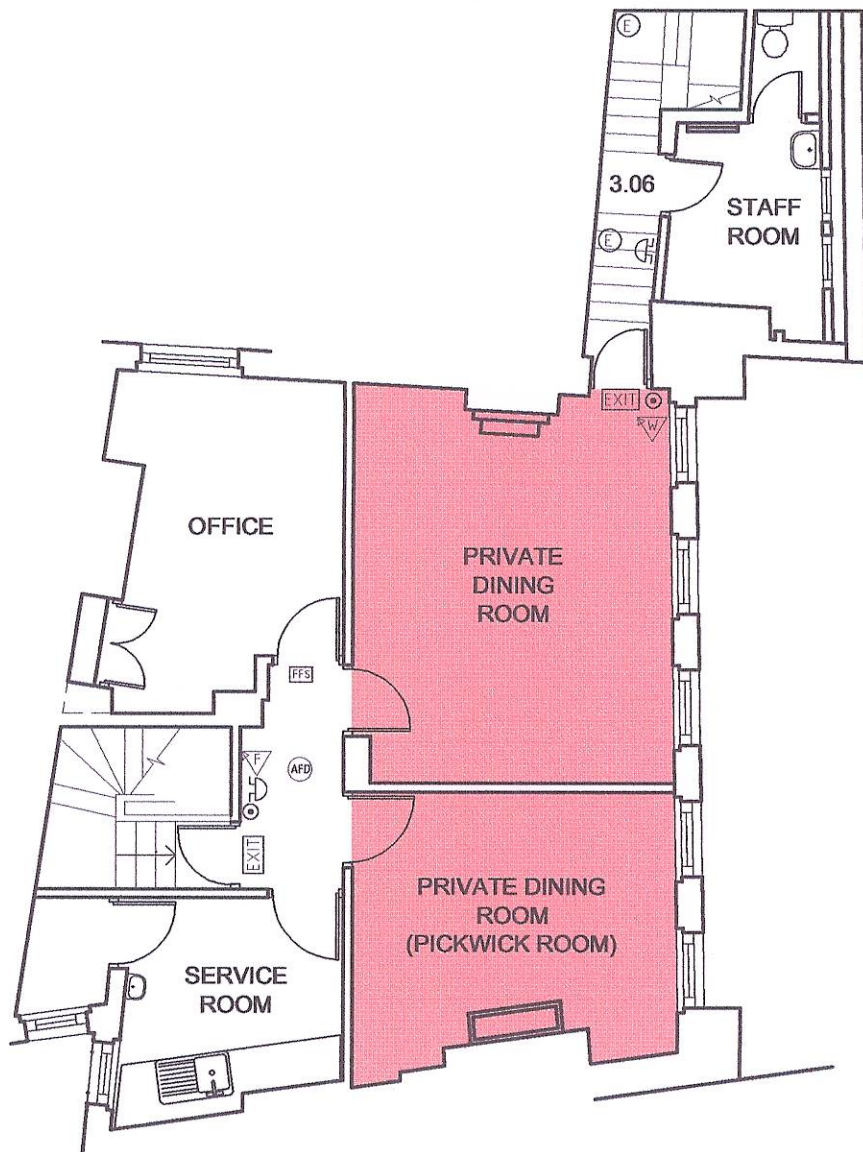 E
3.06
STAFF
ROOM
E
EXIT
W
OFFICE
PRIVATE
DINING
ROOM
FFS
F
AFD
EXIT
PRIVATE DINING
ROOM
(PICKWICK ROOM)
SERVICE
ROOM